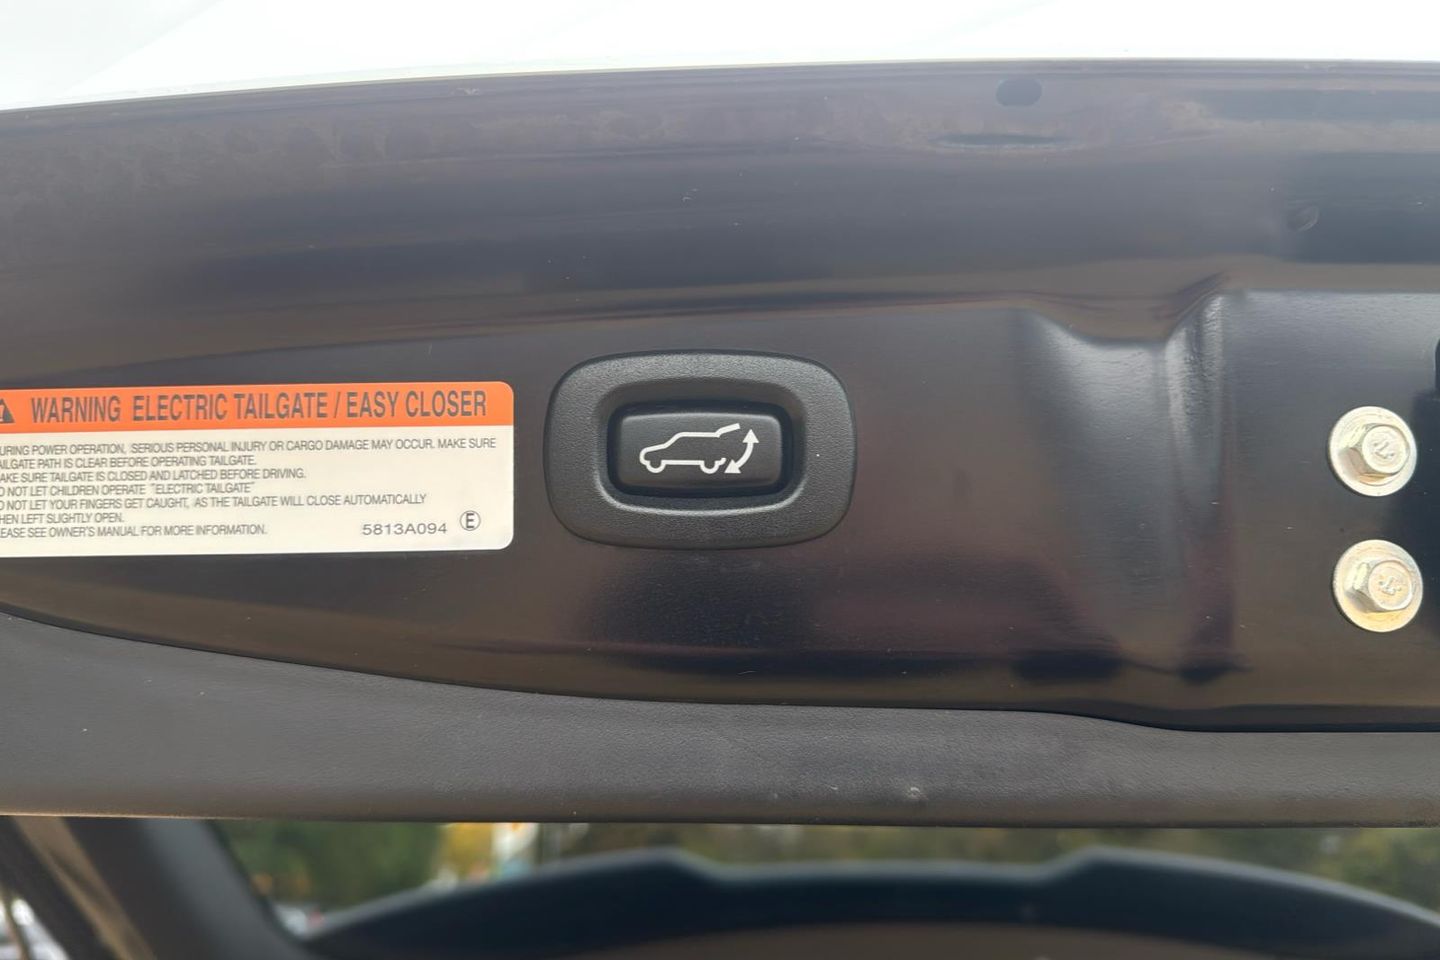 WARNING ELECTRIC TAILGATE / EASY CLOSER
URING POWER OPERATION, SERIOUS PERSONAL INJURY OR CARGO DAMAGE MAY OCCUR. MAKE SURE
AILGATE PATH IS CLEAR BEFORE OPERATING TAILGATE.
AKE SURE TAILGATE IS CLOSED AND LATCHED BEFORE DRIVING.
O NOT LET CHILDREN OPERATE "ELECTRIC TAILGATE"
O NOT LET YOUR FINGERS GET CAUGHT, AS THE TAILGATE WILL CLOSE AUTOMATICALLY
HEN LEFT SLIGHTLY OPEN.
EASE SEE OWNER'S MANUAL FOR MORE INFORMATION. 5813A094 E